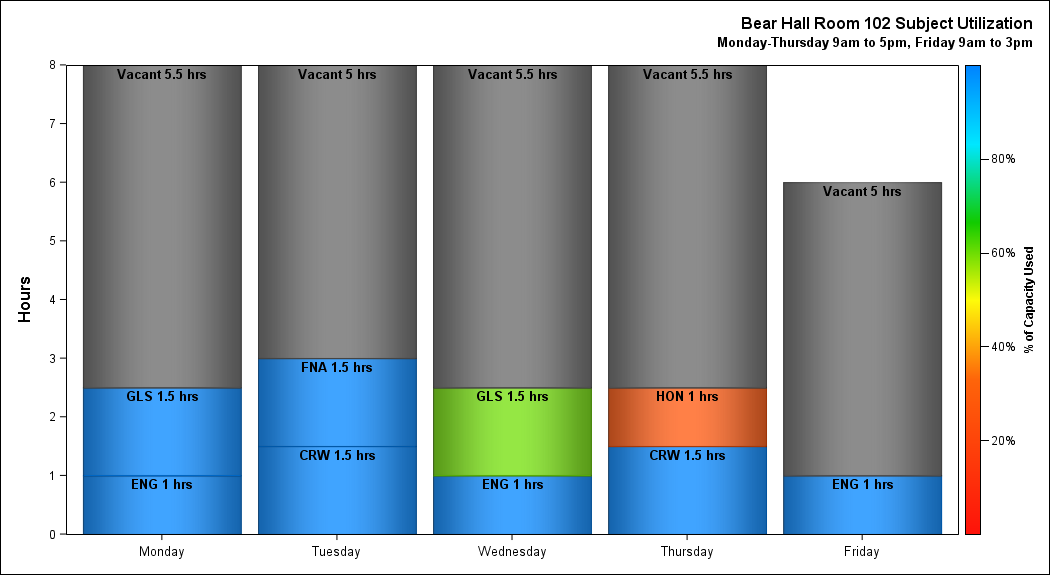 Bear Hall Room 102 Subject Utilization
Monday-Thursday 9am to 5pm, Friday 9am to 3pm
8
7
6
5
4
3
2
1
0
Hours
Vacant 5.5 hrs
GLS 1.5 hrs
ENG 1 hrs
Monday
Vacant 5 hrs
FNA 1.5 hrs
CRW 1.5 hrs
Tuesday
Vacant 5.5 hrs
GLS 1.5 hrs
ENG 1 hrs
Wednesday
Vacant 5.5 hrs
HON 1 hrs
CRW 1.5 hrs
Thursday
Vacant 5 hrs
ENG 1 hrs
Friday
80%
60%
40%
20%
% of Capacity Used